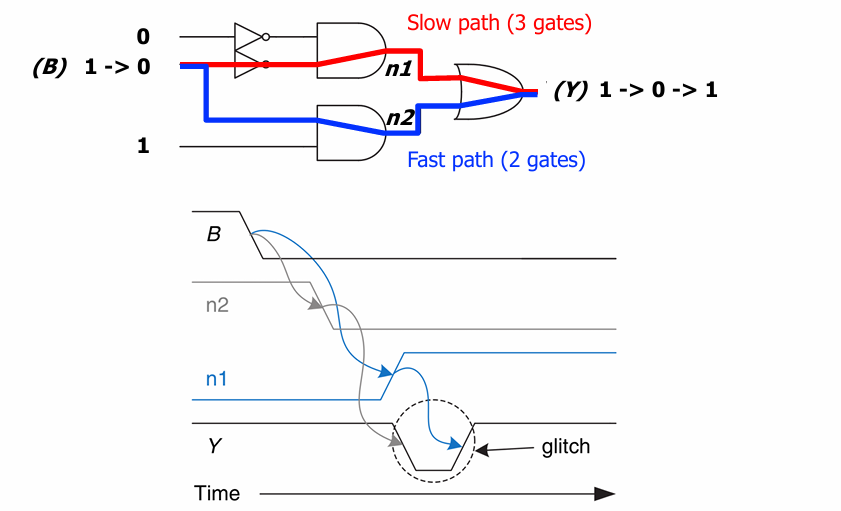 Slow path (3 gates)
0
(B) 1 -> 0
n1
(Y) 1 -> 0 -> 1
n2
1
Fast path (2 gates)
B
n2
n1
Y
glitch
Time